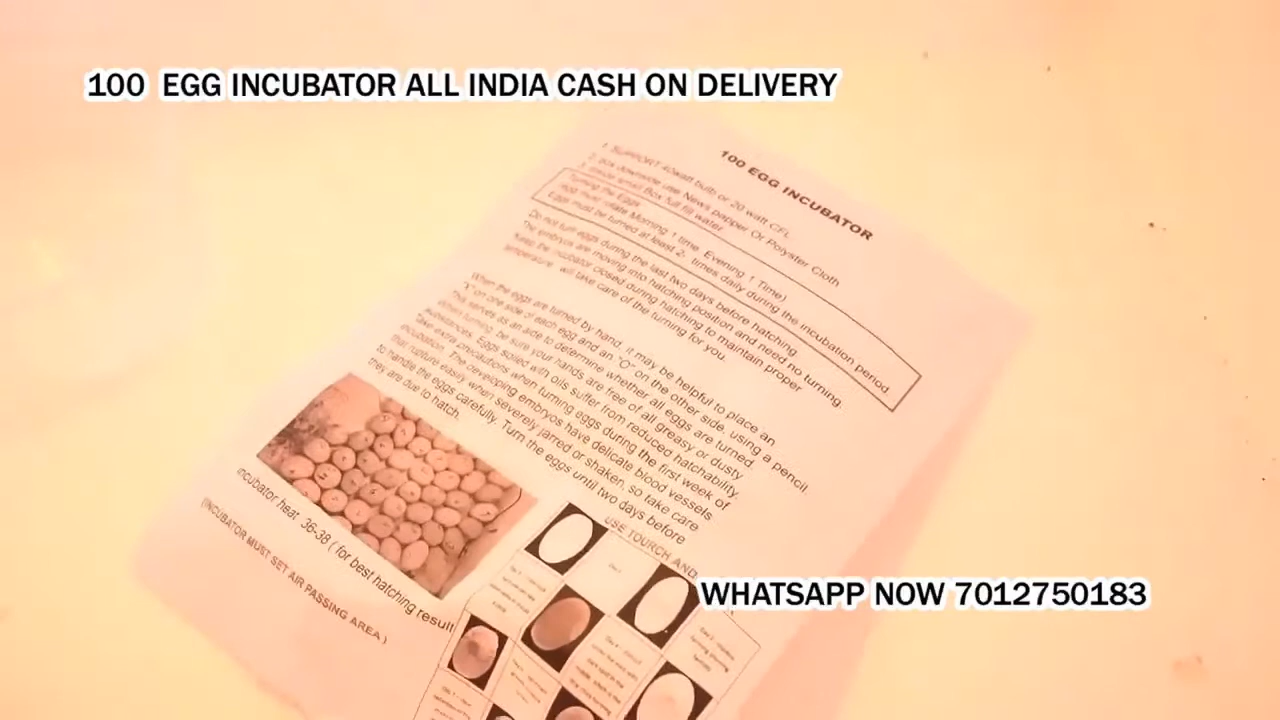 100 EGG INCUBATOR ALL INDIA CASH ON DELIVERY
100 EGG INCUBATOR
1. SUPPORT 40watt bulb or 20 watt CFL
2. Box downside use News papper Or Polyster Cloth
3. inside small Box full fill water
Turning the Eggs
egg must rotate Morning 1 time Evening 1 Time)
Eggs must be turned at least 2- times daily during the incubation period.
Do not turn eggs during the last two days before hatching.
The embryos are moving into hatching position and need no turning.
Keep the incubator closed during hatching to maintain proper
temperature will take care of the turning for you.
When the eggs are turned by hand, it may be helpful to place an
"X" on one side of each egg and an "O" on the other side, using a pencil.
This serves as an aide to determine whether all eggs are turned.
When turning, be sure your hands are free of all greasy or dusty
substances. Eggs soiled with oils suffer from reduced hatchability.
Take extra precautions when turning eggs during the first week of
incubation. The developing embryos have delicate blood vessels
that rupture easily when severely jarred or shaken, so take care
to handle the eggs carefully. Turn the eggs until two days before
they are due to hatch.
incubator heat 36-38 ( for best hatching result
(INCUBATOR MUST SET AIR PASSING AREA )
USE TOURCH AND
WHATSAPP NOW 7012750183